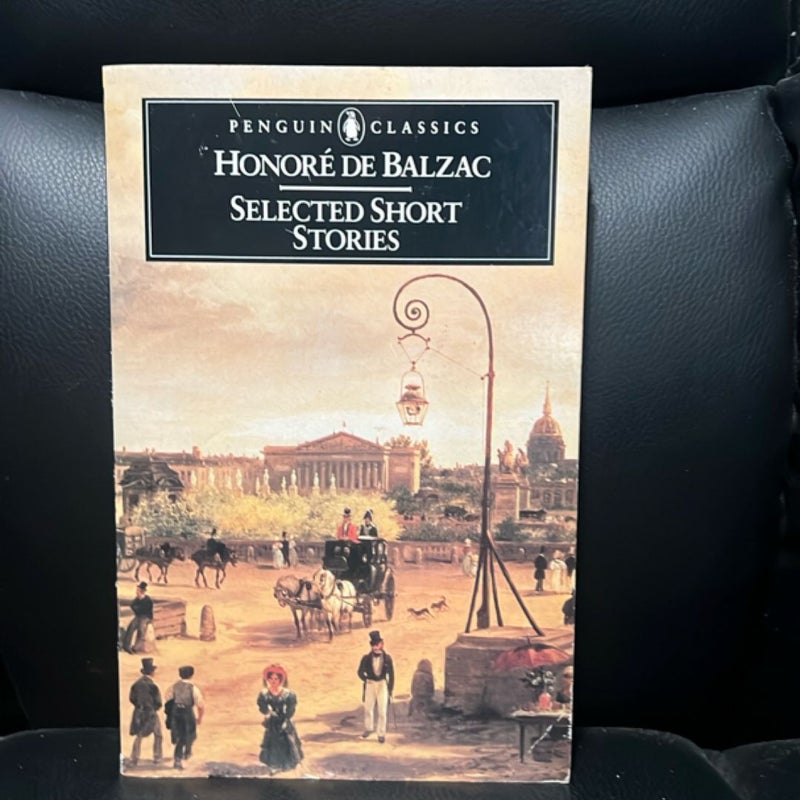 PENGUIN CLASSICS
HONORÉ DE BALZAC
SELECTED SHORT
STORIES